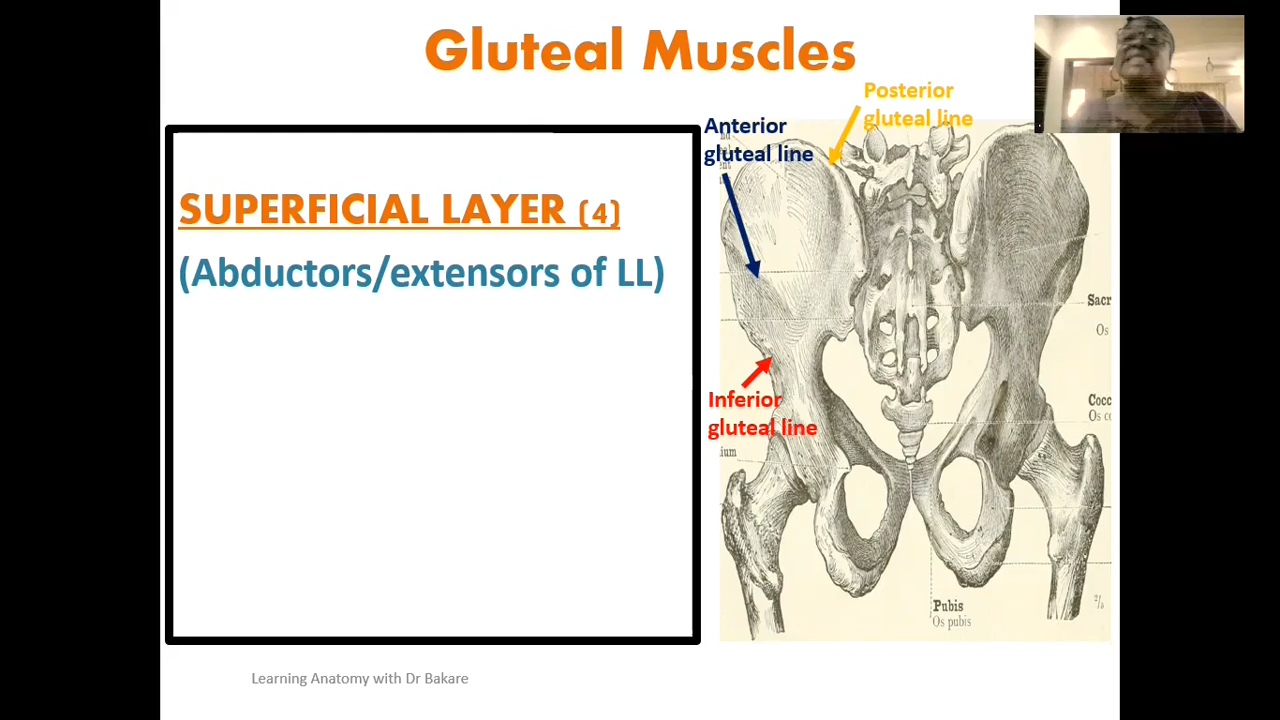 Gluteal Muscles
Posterior
gluteal line
Anterior
gluteal line
SUPERFICIAL LAYER (4)
(Abductors/extensors of LL)
Sacr
Os
Inferior
gluteal line
Cocc
Os co
ium
Pubis
Os pubis
Learning Anatomy with Dr Bakare